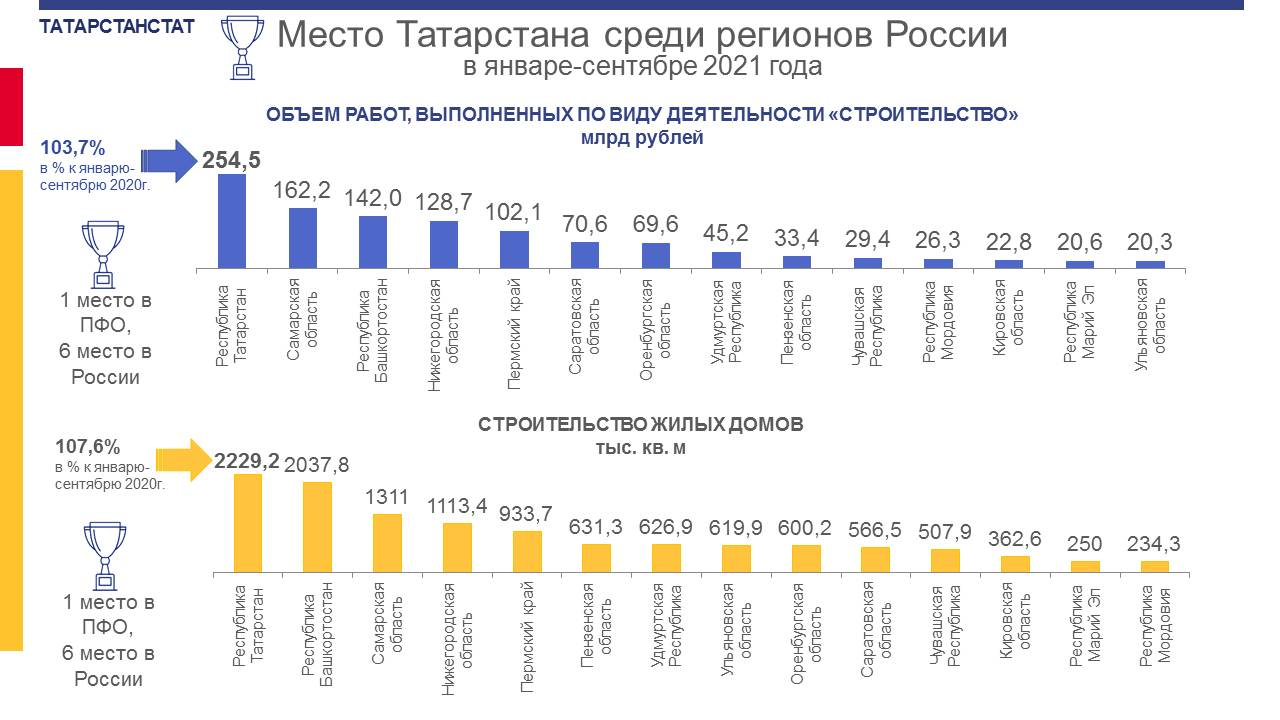 ТАТАРСТАНСТАТ
Место Татарстана среди регионов России
в январе-сентябре 2021 года
ОБЪЕМ РАБОТ, ВЫПОЛНЕННЫХ ПО ВИДУ ДЕЯТЕЛЬНОСТИ «СТРОИТЕЛЬСТВО»
млрд рублей
103,7%
в % к январю-
сентябрю 2020г.
1 место в
ПФО,
6 место в
России
254,5
162,2
142,0
128,7
102,1
70,6
69,6
45,2
33,4
29,4
26,3
22,8
20,6
20,3
Республика
Татарстан
Самарская
область
Республика
Башкортостан
Нижегородская
область
Пермский край
Саратовская
область
Оренбургская
область
Удмуртская
Республика
Пензенская
область
Чувашская
Республика
Республика
Мордовия
Кировская
область
Республика
Марий Эл
Ульяновская
область
СТРОИТЕЛЬСТВО ЖИЛЫХ ДОМОВ
тыс. кв. м
107,6%
в % к январю-
сентябрю 2020г.
1 место в
ПФО,
6 место в
России
2229,2
2037,8
1311
1113,4
933,7
631,3
626,9
619,9
600,2
566,5
507,9
362,6
250
234,3
Республика
Татарстан
Республика
Башкортостан
Самарская
область
Нижегородская
область
Пермский край
Пензенская
область
Удмуртская
Республика
Ульяновская
область
Оренбургская
область
Саратовская
область
Чувашская
Республика
Кировская
область
Республика
Марий Эл
Республика
Мордовия